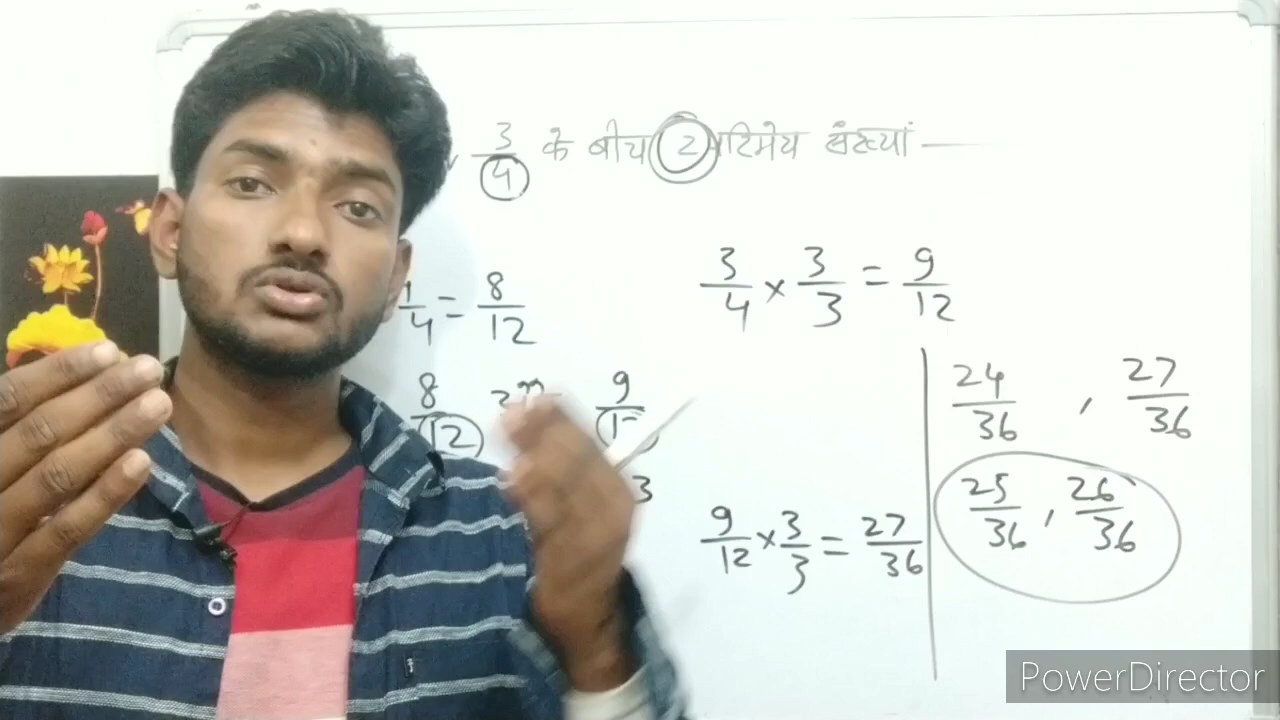 3/4 के बीच 2 परिमेय संख्यां
3/4 × 3/3 = 9/12
/4 = 8/12
8/12 9/1
24/36 , 27/36
3
25/36 , 26/36
9/12 × 3/3 = 27/36
PowerDirector